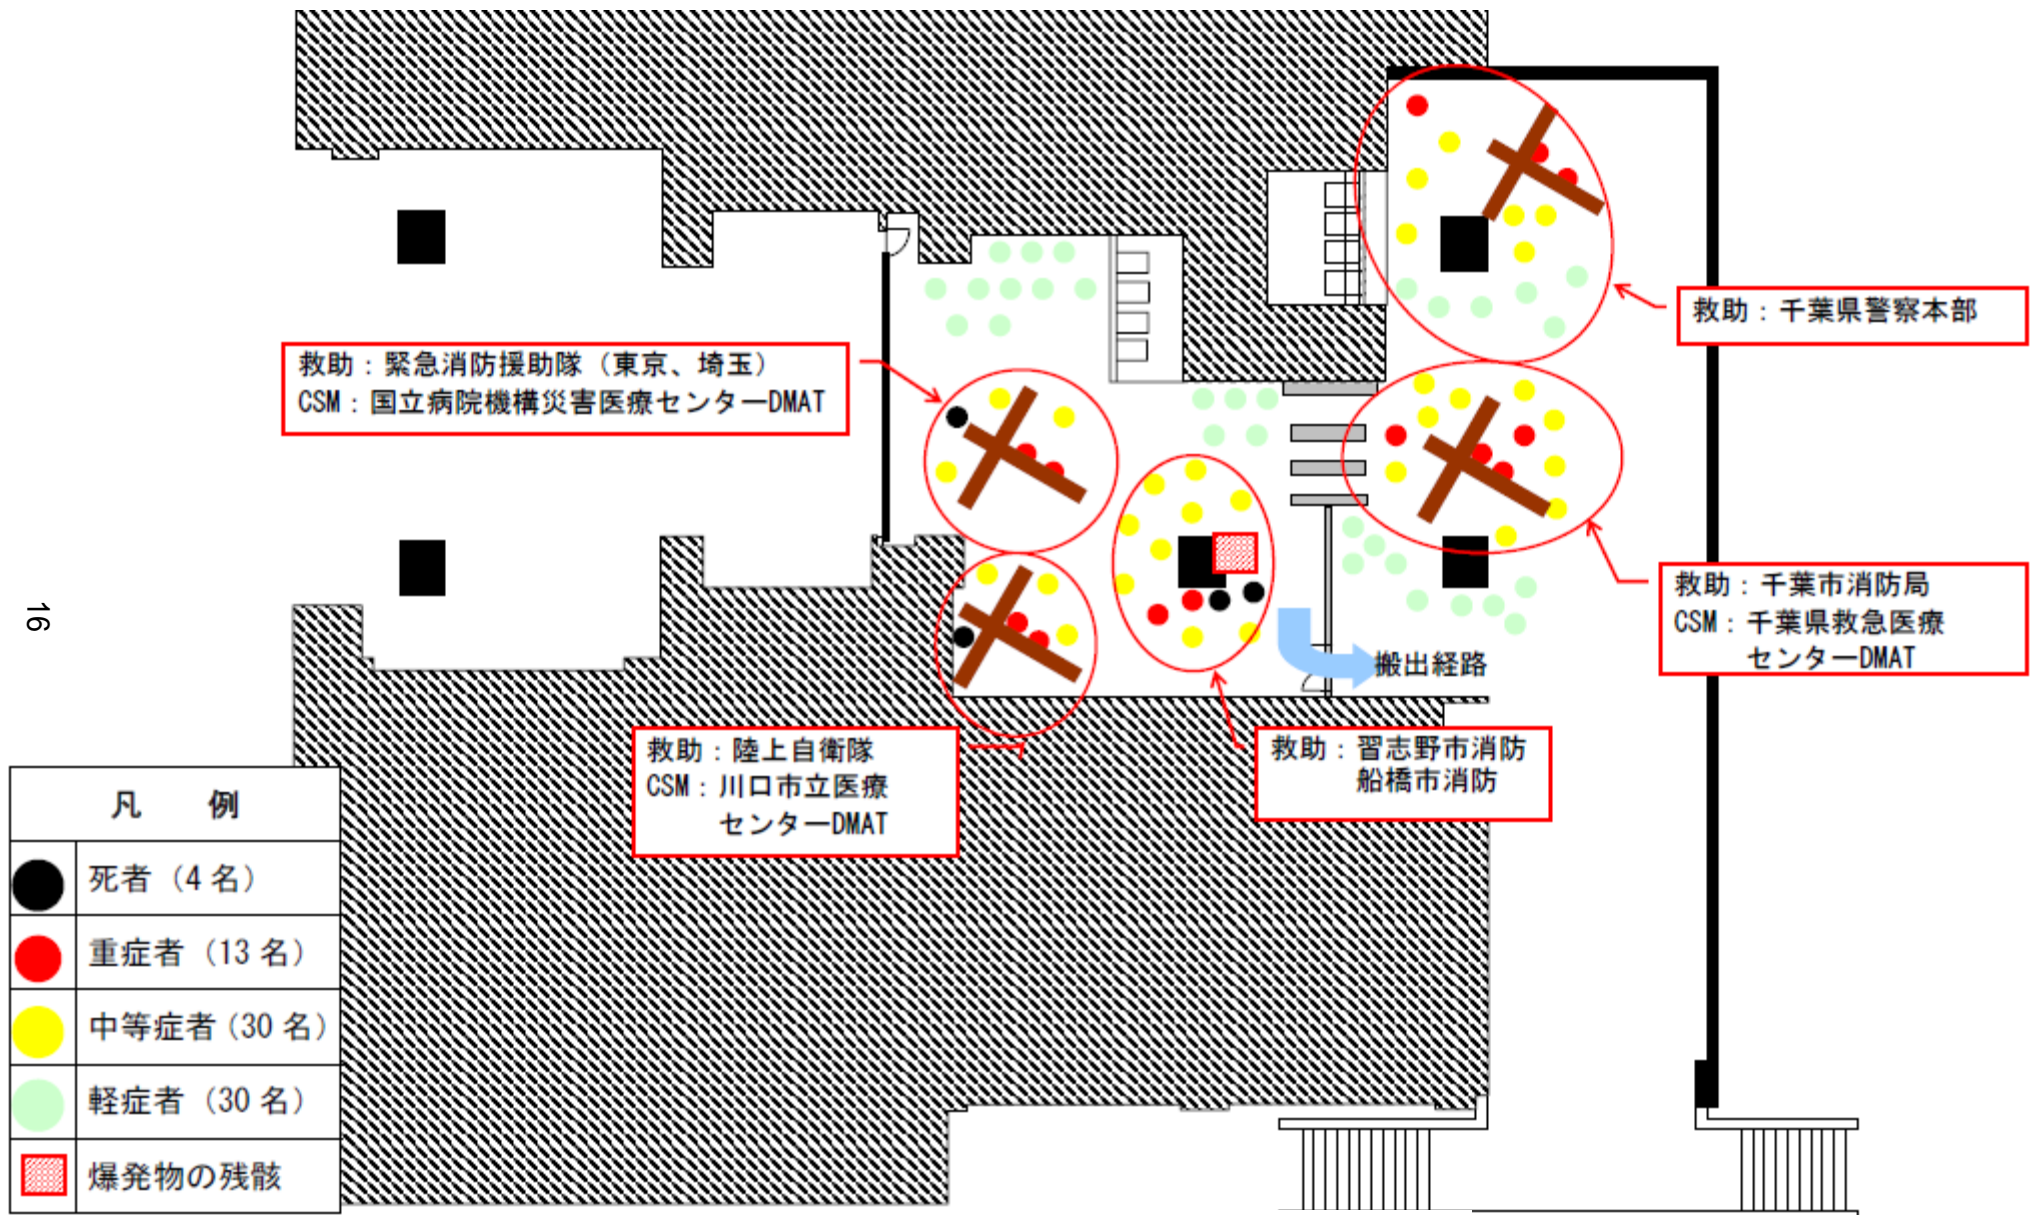 救助：千葉県警察本部
救助：緊急消防援助隊（東京、埼玉）
CSM：国立病院機構災害医療センターDMAT
救助：千葉市消防局
CSM：千葉県救急医療
センターDMAT
搬出経路
救助：陸上自衛隊
CSM：川口市立医療
センターDMAT
救助：習志野市消防
船橋市消防
16
凡　例
死者（4 名）
重症者（13 名）
中等症者（30 名）
軽症者（30 名）
爆発物の残骸